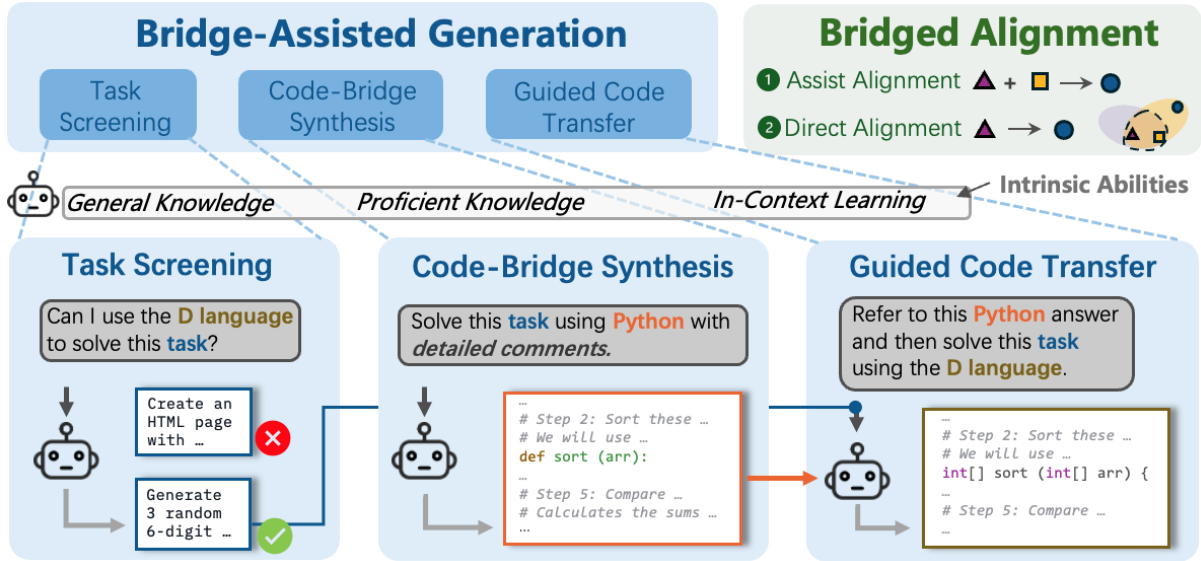 Bridge-Assisted Generation
Task
Screening
Code-Bridge
Synthesis
Guided Code
Transfer
Bridged Alignment
1 Assist Alignment + →
2 Direct Alignment →
General Knowledge Proficient Knowledge In-Context Learning
Intrinsic Abilities
Task Screening
Can I use the D language
to solve this task?
Create an
HTML page
with …
Generate
3 random
6-digit …
Code-Bridge Synthesis
Solve this task using Python with
detailed comments.
…
# Step 2: Sort these …
# We will use …
def sort (arr):
…
# Step 5: Compare …
# Calculates the sums …
…
Guided Code Transfer
Refer to this Python answer
and then solve this task
using the D language.
…
# Step 2: Sort these …
# We will use …
int[] sort (int[] arr) {
…
# Step 5: Compare …
…